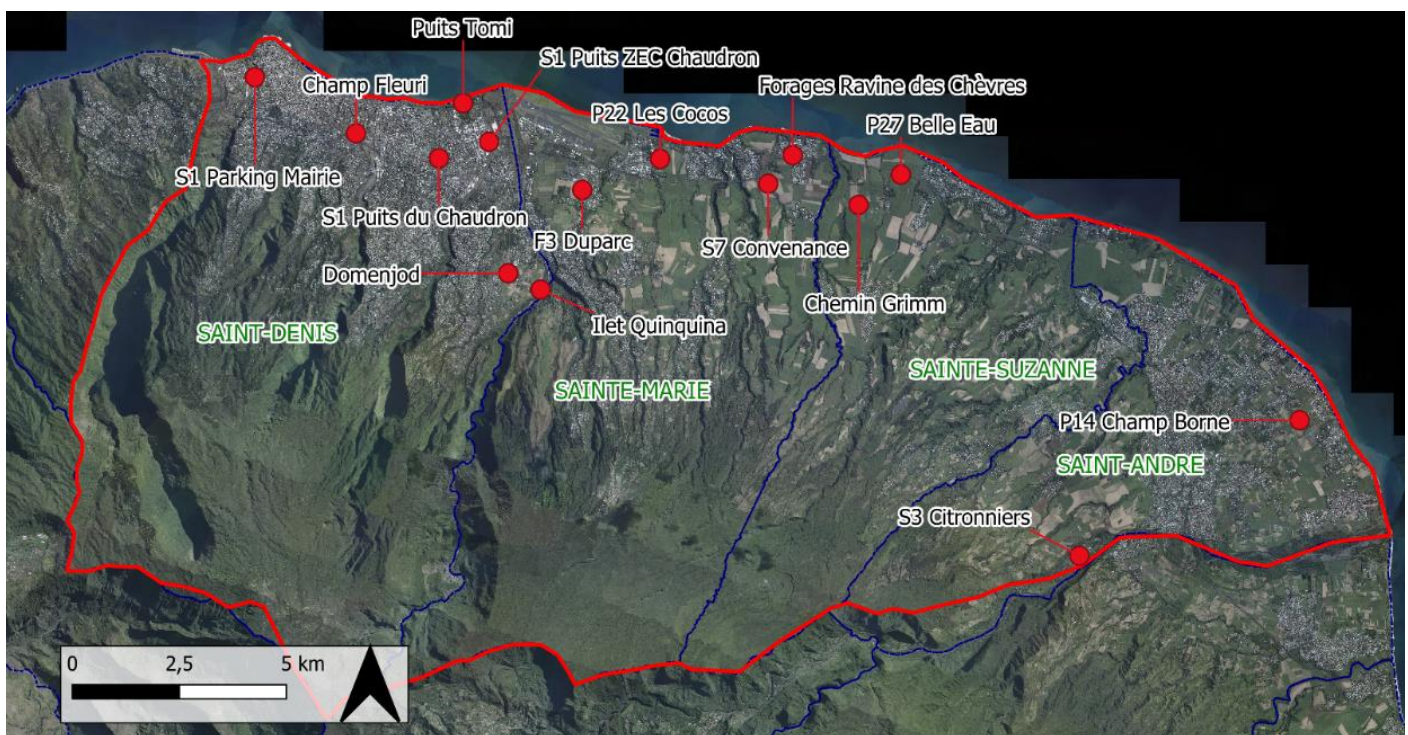 Puits Tomi
S1 Puits ZEC Chaudron
Champ Fleuri
Forages Ravine des Chèvres
P22 Les Cocos
P27 Belle Eau
S1 Parking Mairie
S1 Puits du Chaudron
F3 Duparc
S7 Convenance
Domenjod
Chemin Grimm
Ilet Quinquina
SAINT-DENIS
SAINTE-MARIE
SAINTE-SUZANNE
P14 Champ Borne
SAINT-ANDRE
S3 Citronniers
0 2,5 5 km